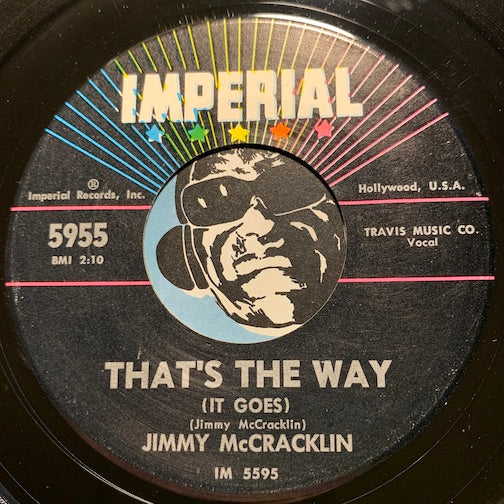 IMPERIAL
Imperial Records, Inc. ®
Hollywood, U.S.A.
5955
BMI 2:10
TRAVIS MUSIC CO.
Vocal
THAT'S THE WAY
(IT GOES)
(Jimmy McCracklin)
JIMMY McCRACKLIN
IM 5595